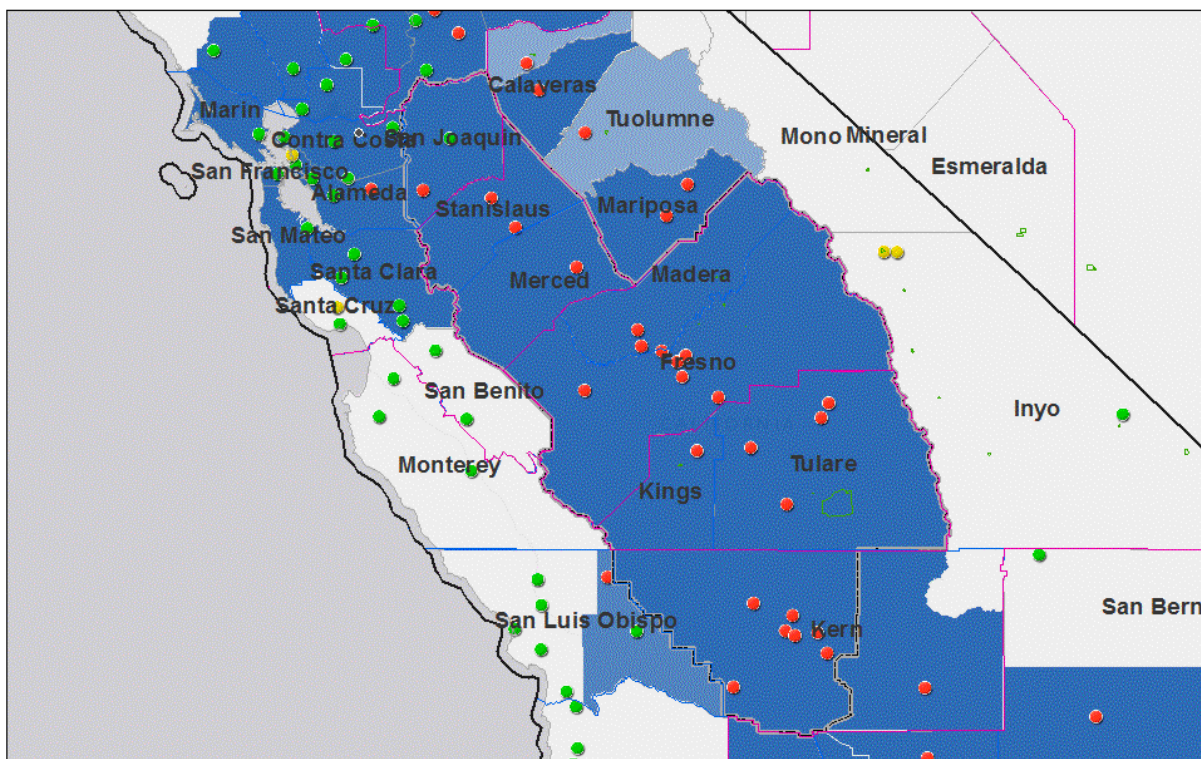 Calaveras
Marin
Tuolumne
Contra Costa
San Joaquin
Mono
Mineral
Esmeralda
San Francisco
Alameda
Stanislaus
Mariposa
San Mateo
Santa Clara
Merced
Madera
Santa Cruz
Fresno
San Benito
Inyo
Monterey
Tulare
Kings
San Bern
San Luis Obispo
Kern